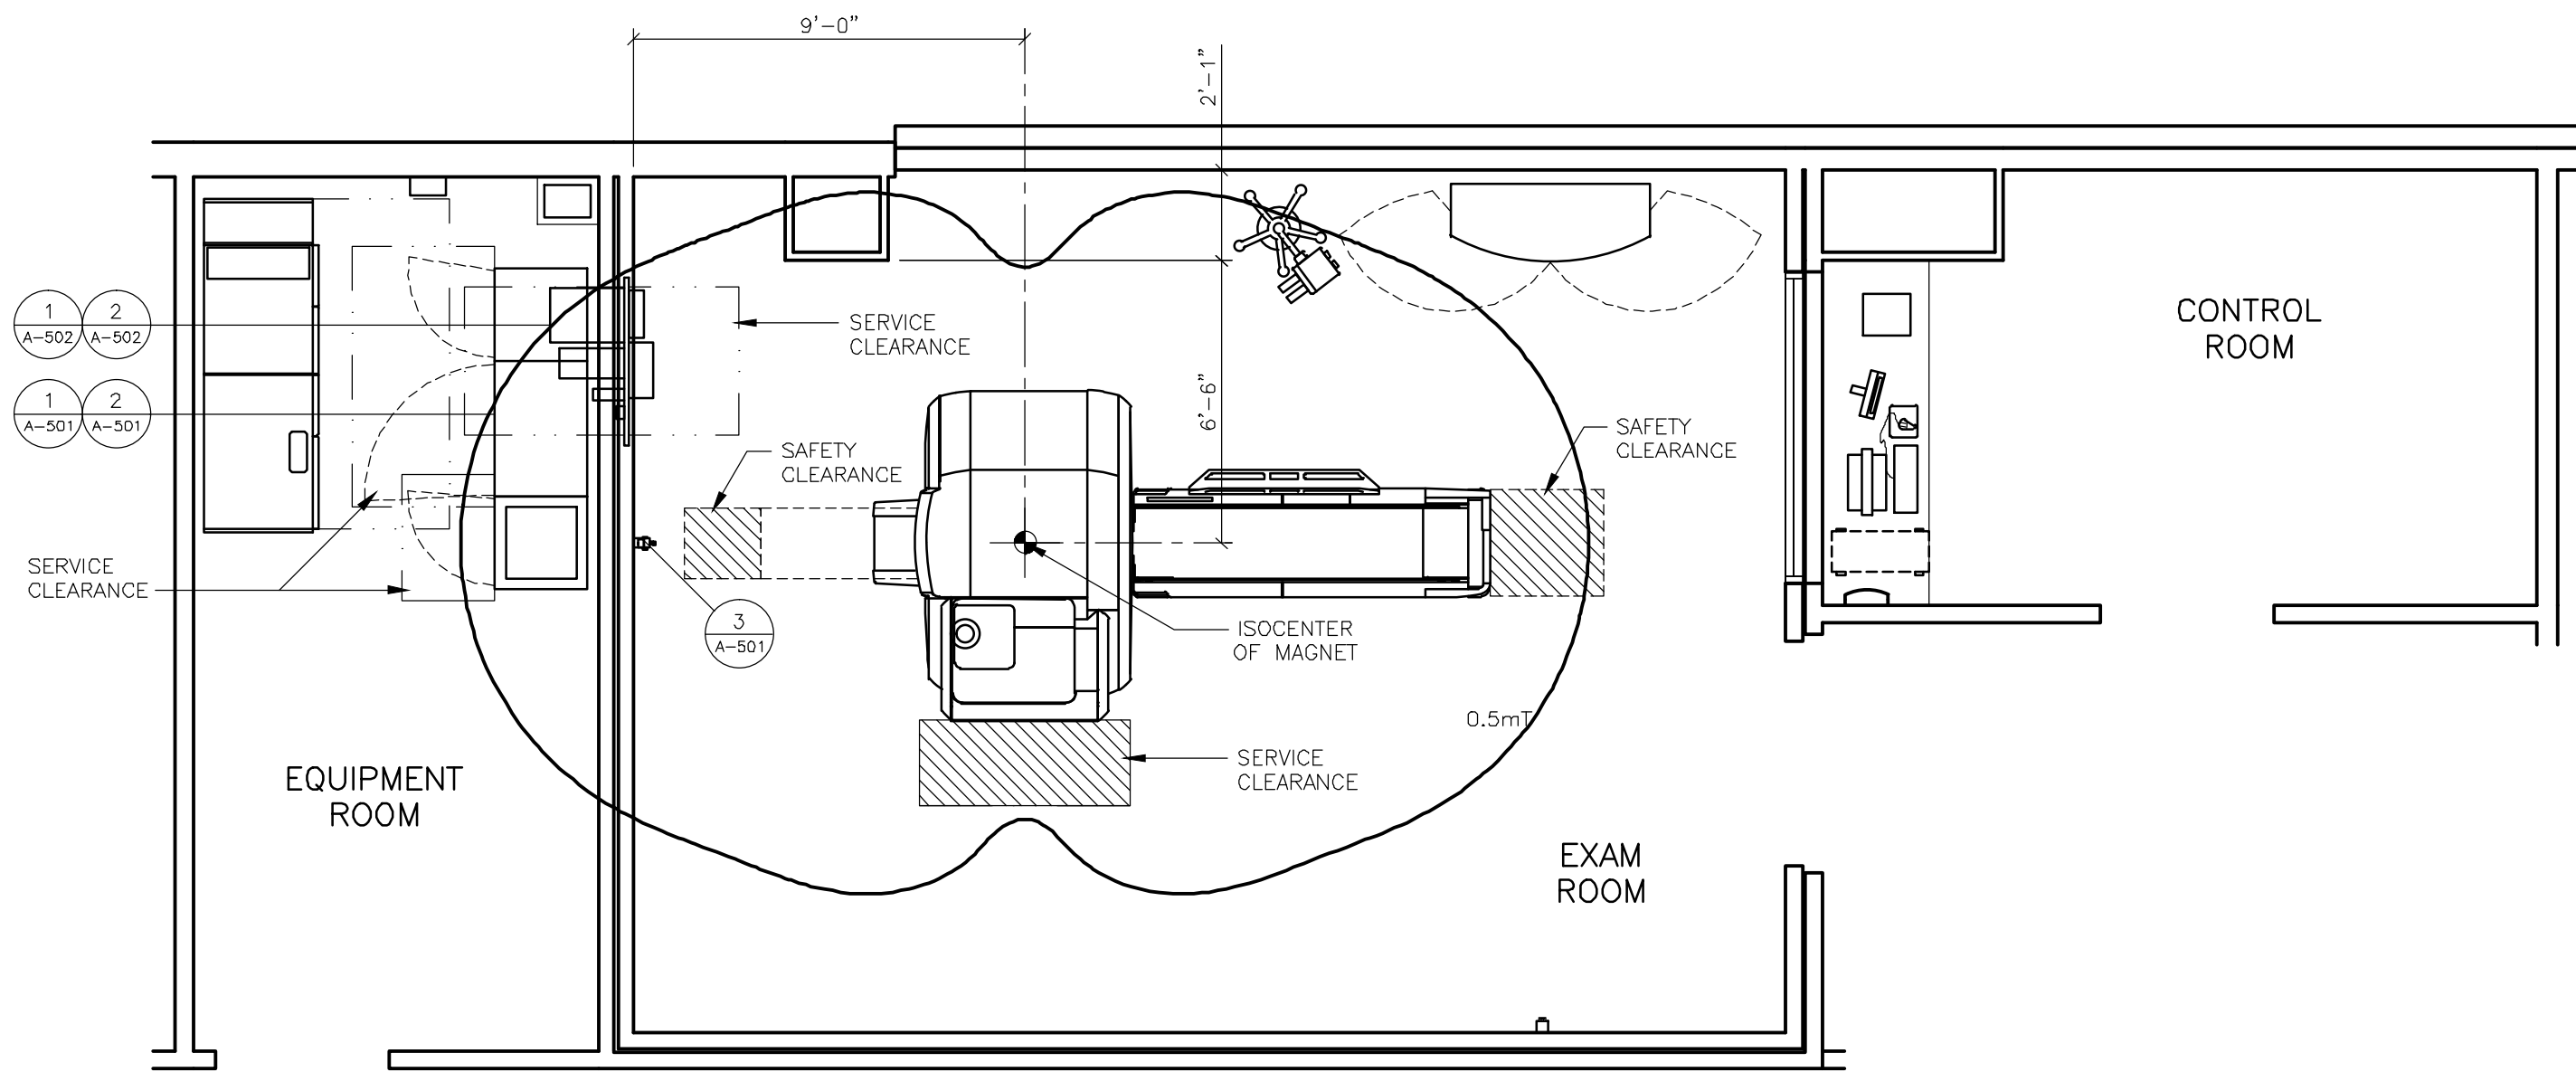 9'-0"
2'-1"
CONTROL
ROOM
1
A-502
2
A-502
SERVICE
CLEARANCE
6'-6"
1
A-501
2
A-501
SAFETY
CLEARANCE
SAFETY
CLEARANCE
SERVICE
CLEARANCE
3
A-501
ISOCENTER
OF MAGNET
0.5mT
SERVICE
CLEARANCE
EQUIPMENT
ROOM
EXAM
ROOM